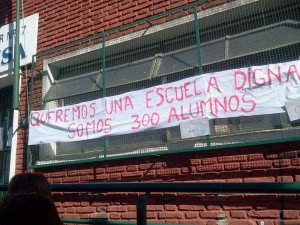 QUEREMOS UNA ESCUELA DIGNA
SOMOS 300 ALUMNOS